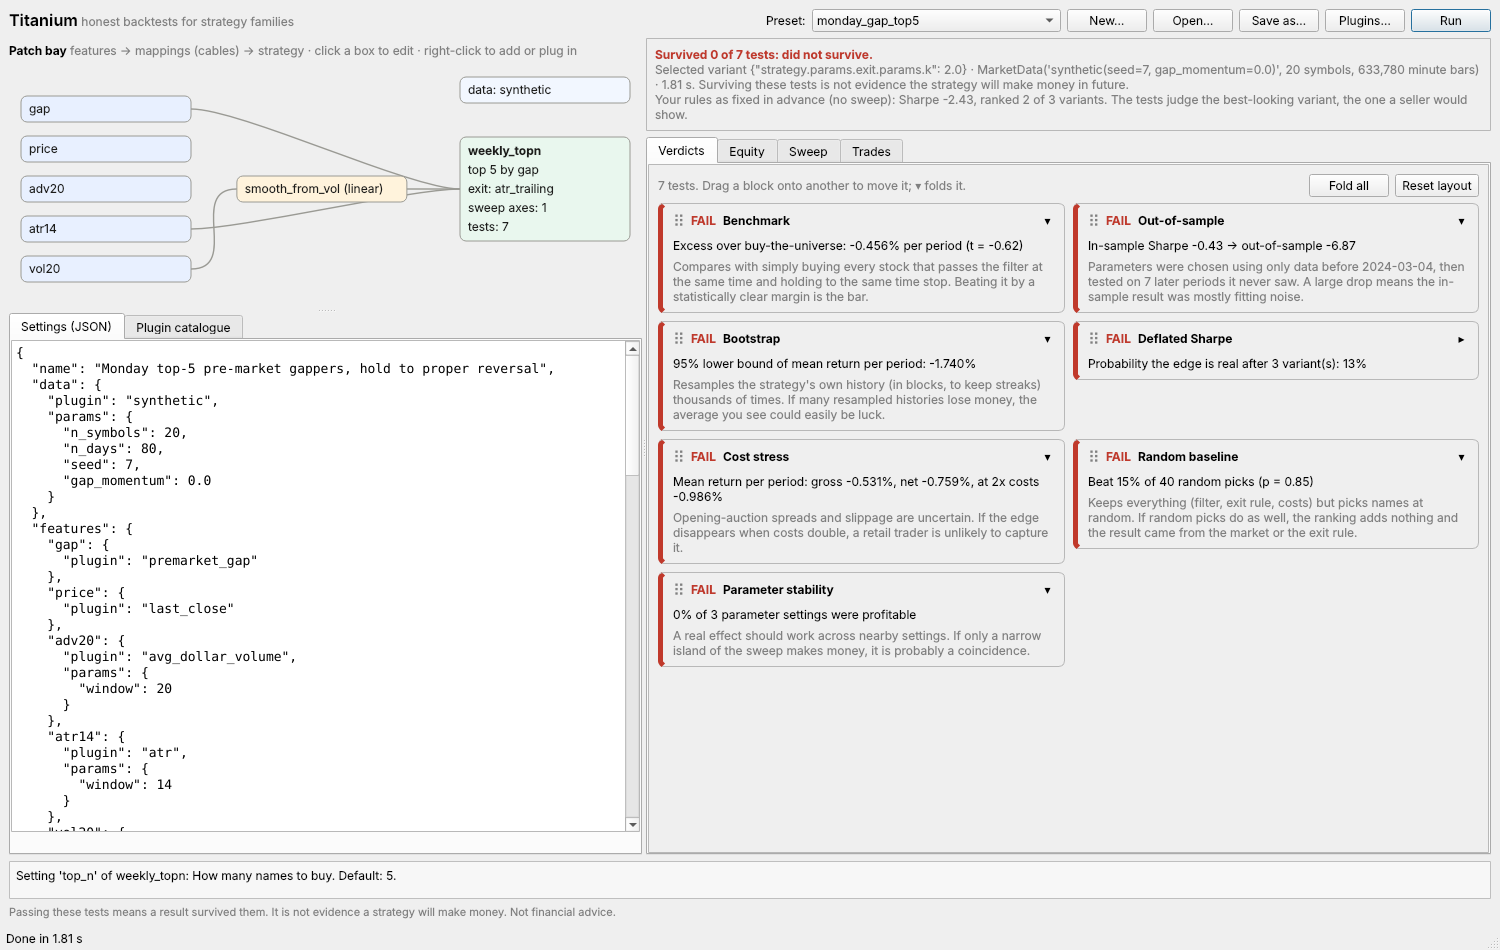 Titanium honest backtests for strategy families
Preset: monday_gap_top5 New... Open... Save as... Plugins... Run
Patch bay features → mappings (cables) → strategy · click a box to edit · right-click to add or plug in
gap
price
adv20
atr14
vol20
smooth_from_vol (linear)
data: synthetic
weekly_topn
top 5 by gap
exit: atr_trailing
sweep axes: 1
tests: 7
Settings (JSON) Plugin catalogue
{
  "name": "Monday top-5 pre-market gappers, hold to proper reversal",
  "data": {
    "plugin": "synthetic",
    "params": {
      "n_symbols": 20,
      "n_days": 80,
      "seed": 7,
      "gap_momentum": 0.0
    }
  },
  "features": {
    "gap": {
      "plugin": "premarket_gap"
    },
    "price": {
      "plugin": "last_close"
    },
    "adv20": {
      "plugin": "avg_dollar_volume",
      "params": {
        "window": 20
      }
    },
    "atr14": {
      "plugin": "atr",
      "params": {
        "window": 14
      }
    },
    "vol20": {
Survived 0 of 7 tests: did not survive.
Selected variant {"strategy.params.exit.params.k": 2.0} · MarketData('synthetic(seed=7, gap_momentum=0.0)', 20 symbols, 633,780 minute bars)
· 1.81 s. Surviving these tests is not evidence the strategy will make money in future.
Your rules as fixed in advance (no sweep): Sharpe -2.43, ranked 2 of 3 variants. The tests judge the best-looking variant, the one a seller would
show.
Verdicts Equity Sweep Trades
7 tests. Drag a block onto another to move it; ▾ folds it.
Fold all Reset layout
FAIL Benchmark ▾
Excess over buy-the-universe: -0.456% per period (t = -0.62)
Compares with simply buying every stock that passes the filter at
the same time and holding to the same time stop. Beating it by a
statistically clear margin is the bar.
FAIL Out-of-sample ▾
In-sample Sharpe -0.43 → out-of-sample -6.87
Parameters were chosen using only data before 2024-03-04, then
tested on 7 later periods it never saw. A large drop means the in-
sample result was mostly fitting noise.
FAIL Bootstrap ▾
95% lower bound of mean return per period: -1.740%
Resamples the strategy's own history (in blocks, to keep streaks)
thousands of times. If many resampled histories lose money, the
average you see could easily be luck.
FAIL Deflated Sharpe ▸
Probability the edge is real after 3 variant(s): 13%
FAIL Cost stress ▾
Mean return per period: gross -0.531%, net -0.759%, at 2x costs
-0.986%
Opening-auction spreads and slippage are uncertain. If the edge
disappears when costs double, a retail trader is unlikely to capture
it.
FAIL Random baseline ▾
Beat 15% of 40 random picks (p = 0.85)
Keeps everything (filter, exit rule, costs) but picks names at
random. If random picks do as well, the ranking adds nothing and
the result came from the market or the exit rule.
FAIL Parameter stability ▾
0% of 3 parameter settings were profitable
A real effect should work across nearby settings. If only a narrow
island of the sweep makes money, it is probably a coincidence.
Setting 'top_n' of weekly_topn: How many names to buy. Default: 5.
Passing these tests means a result survived them. It is not evidence a strategy will make money. Not financial advice.
Done in 1.81 s